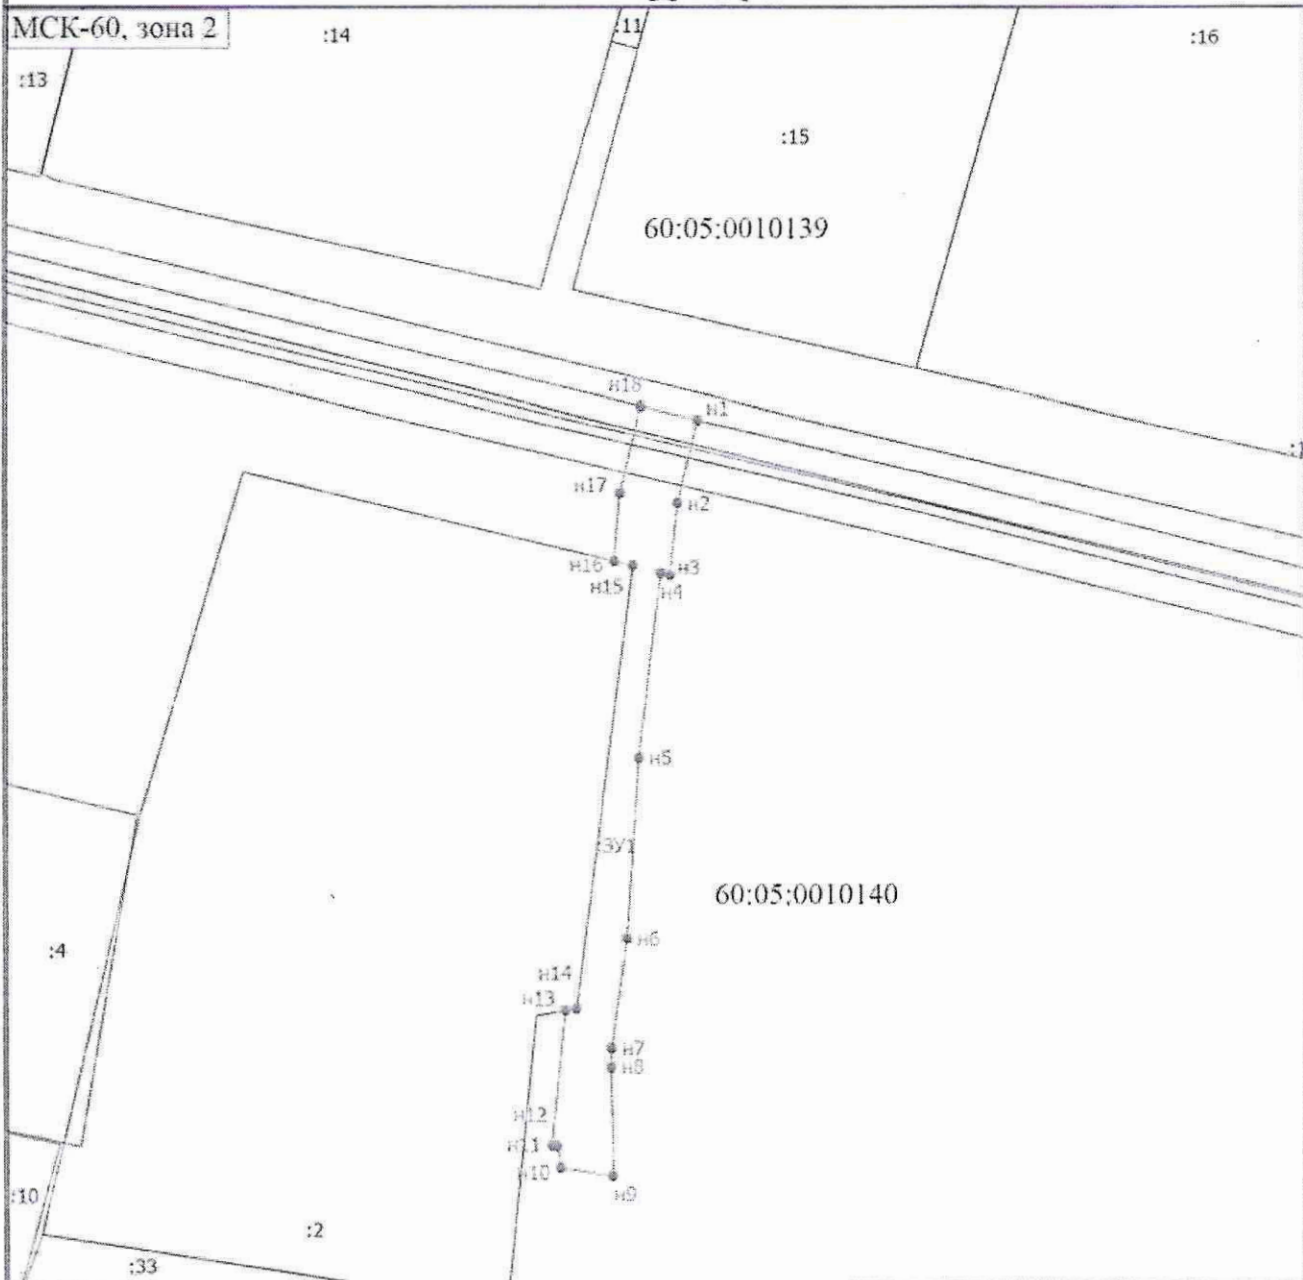 МСК-60, зона 2
:14
:11
:16
:13
:15
60:05:0010139
н18
н1
н17
н2
н16
н3
н15
н4
н5
:ЗУ1
60:05:0010140
н6
:4
н14
н13
н7
н8
н12
н11
н10
н9
:10
:2
:33